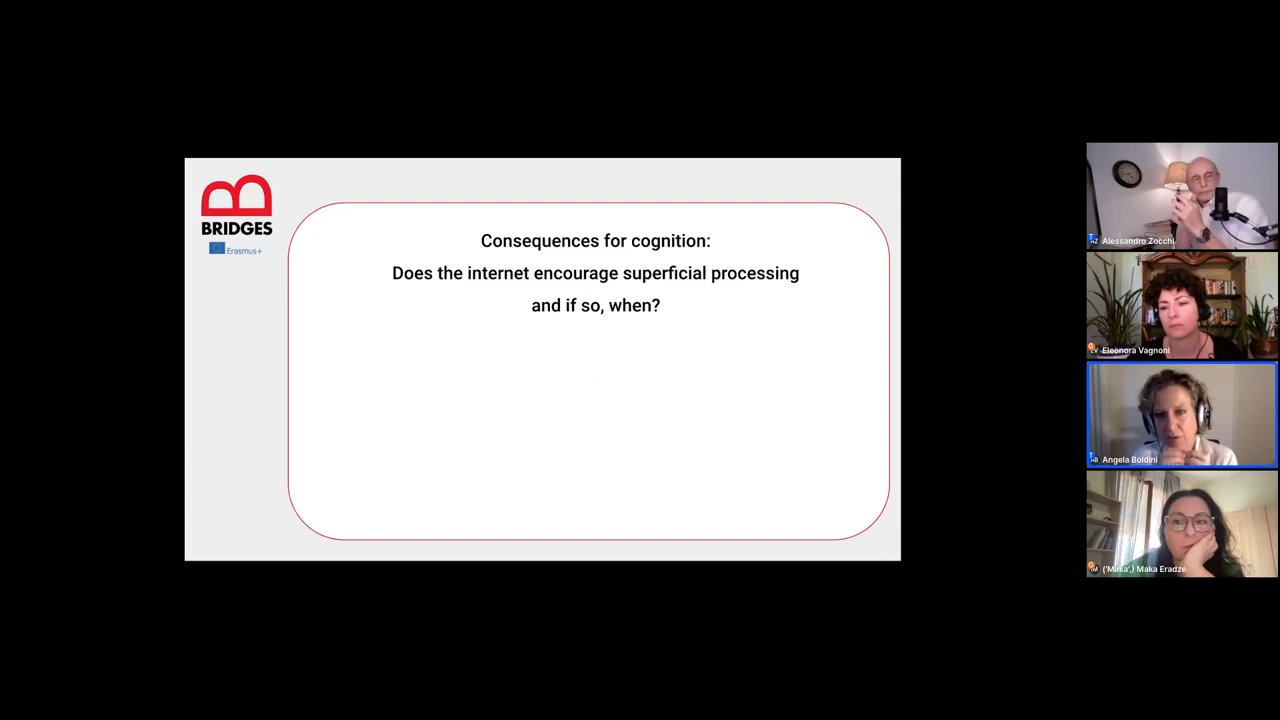 BRIDGES
Erasmus+
Consequences for cognition:
Does the internet encourage superficial processing
and if so, when?
Alessandro Zocchi
Eleonora Vagnoni
Angela Boldini
('Maka',) Maka Eradze